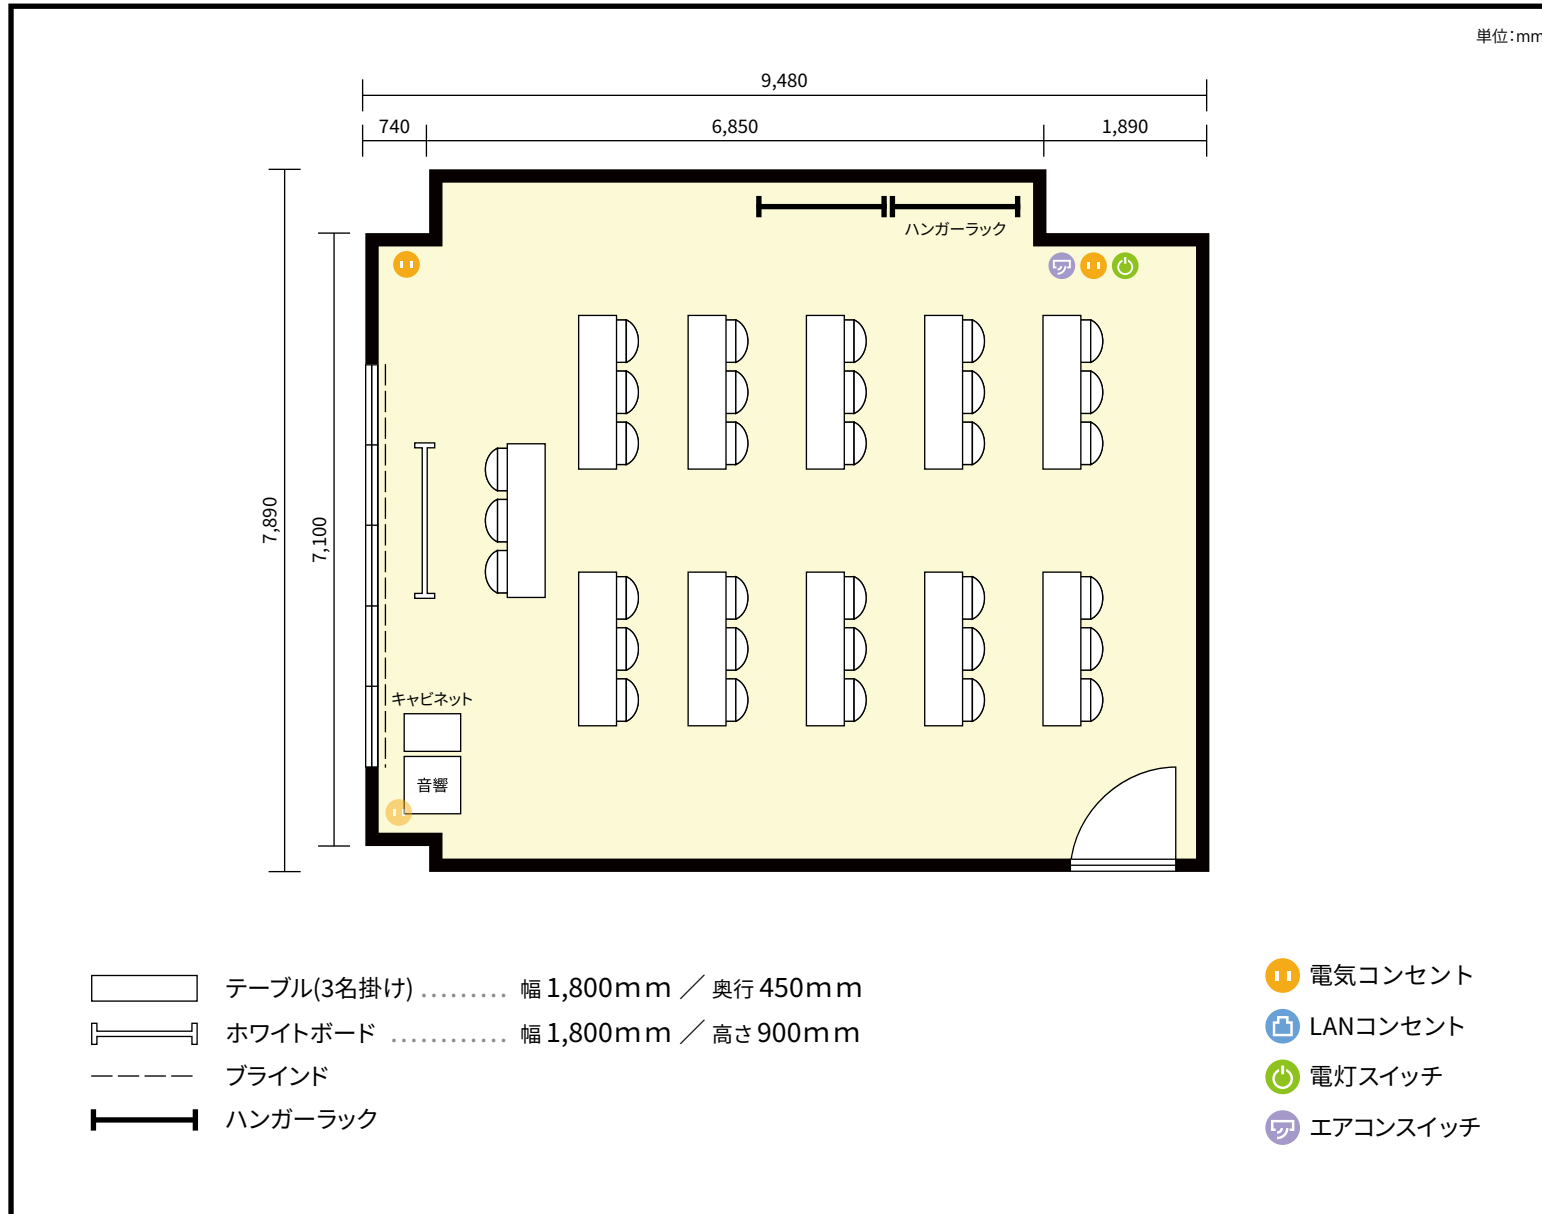 単位：mm
9,480
740
6,850
1,890
ハンガーラック
7,890
7,100
キャビネット
音響
テーブル(3名掛け) ......... 幅 1,800mm ／ 奥行 450mm
ホワイトボード ............ 幅 1,800mm ／ 高さ 900mm
ブラインド
ハンガーラック
電気コンセント
LANコンセント
電灯スイッチ
エアコンスイッチ